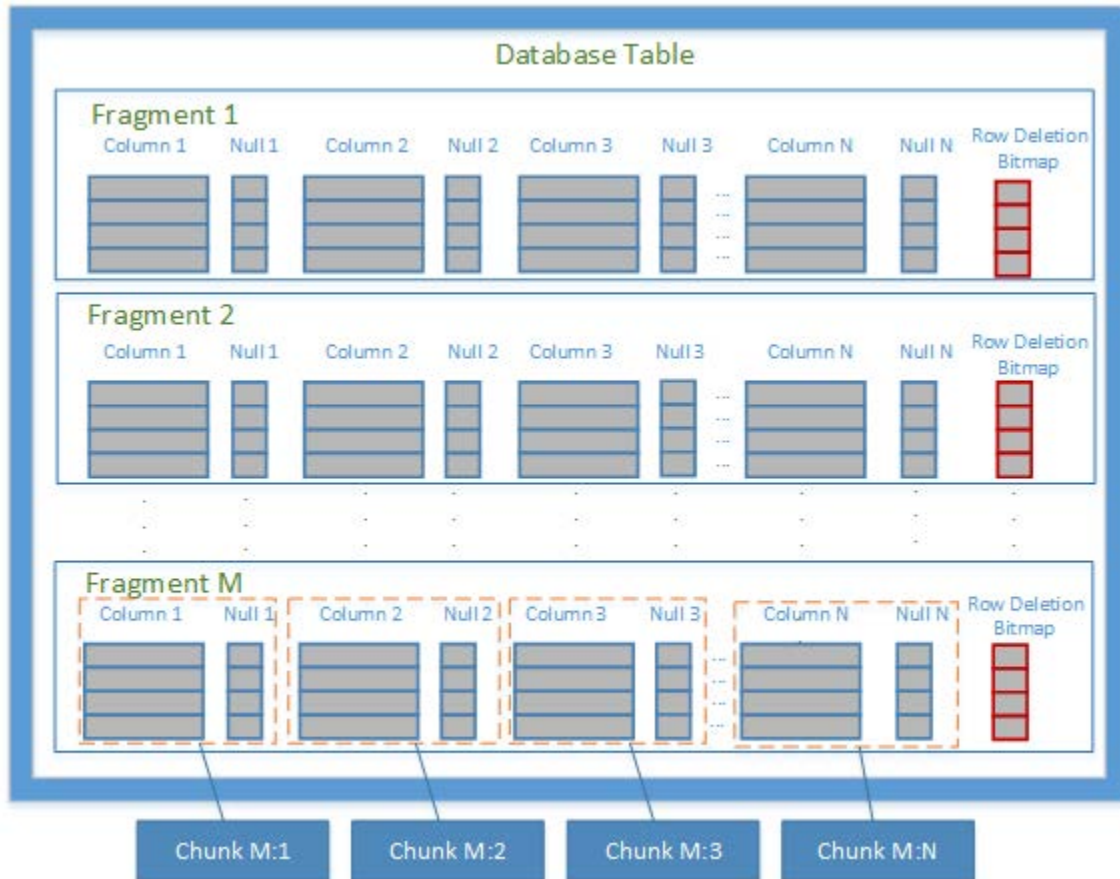 Database Table
Fragment 1
Column 1 Null 1 Column 2 Null 2 Column 3 Null 3 Column N Null N Row Deletion
Bitmap
...
...
...
...
Fragment 2
Column 1 Null 1 Column 2 Null 2 Column 3 Null 3 Column N Null N Row Deletion
Bitmap
...
...
...
...
Fragment M
Column 1 Null 1 Column 2 Null 2 Column 3 Null 3 Column N Null N Row Deletion
Bitmap
...
...
...
...
Chunk M:1 Chunk M:2 Chunk M:3 Chunk M:N